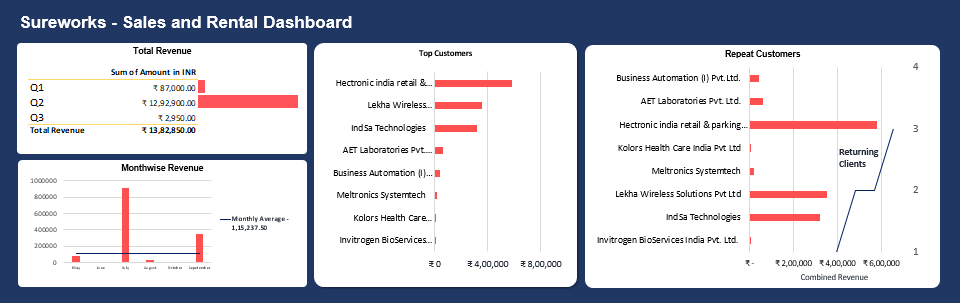 Sureworks - Sales and Rental Dashboard
Total Revenue
Sum of Amount in INR
Q1 ₹ 87,000.00
Q2 ₹ 12,92,900.00
Q3 ₹ 2,950.00
Total Revenue ₹ 13,82,850.00
Monthwise Revenue
1000000
800000
600000
400000
200000
0
May June July August October September
Monthly Average -
1,15,237.50
Top Customers
Hectronic india retail &...
Lekha Wireless...
IndSa Technologies
AET Laboratories Pvt....
Business Automation (I)...
Meltronics Systemtech
Kolors Health Care...
Invitrogen BioServices...
₹ 0 ₹ 4,00,000 ₹ 8,00,000
Repeat Customers
Business Automation (I) Pvt.Ltd.
AET Laboratories Pvt. Ltd.
Hectronic india retail & parking...
Kolors Health Care India Pvt Ltd
Meltronics Systemtech
Lekha Wireless Solutions Pvt Ltd
IndSa Technologies
Invitrogen BioServices India Pvt. Ltd.
4
3
2
1
Returning
Clients
₹ - ₹ 2,00,000 ₹ 4,00,000 ₹ 6,00,000
Combined Revenue